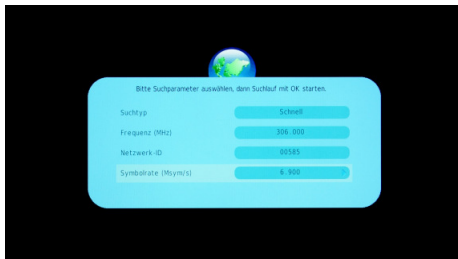 Bitte Suchparameter auswählen, dann Suchlauf mit OK starten.
Suchtyp Schnell
Frequenz (MHz) 306.000
Netzwerk-ID 00585
Symbolrate (Msym/s) 6.900 >